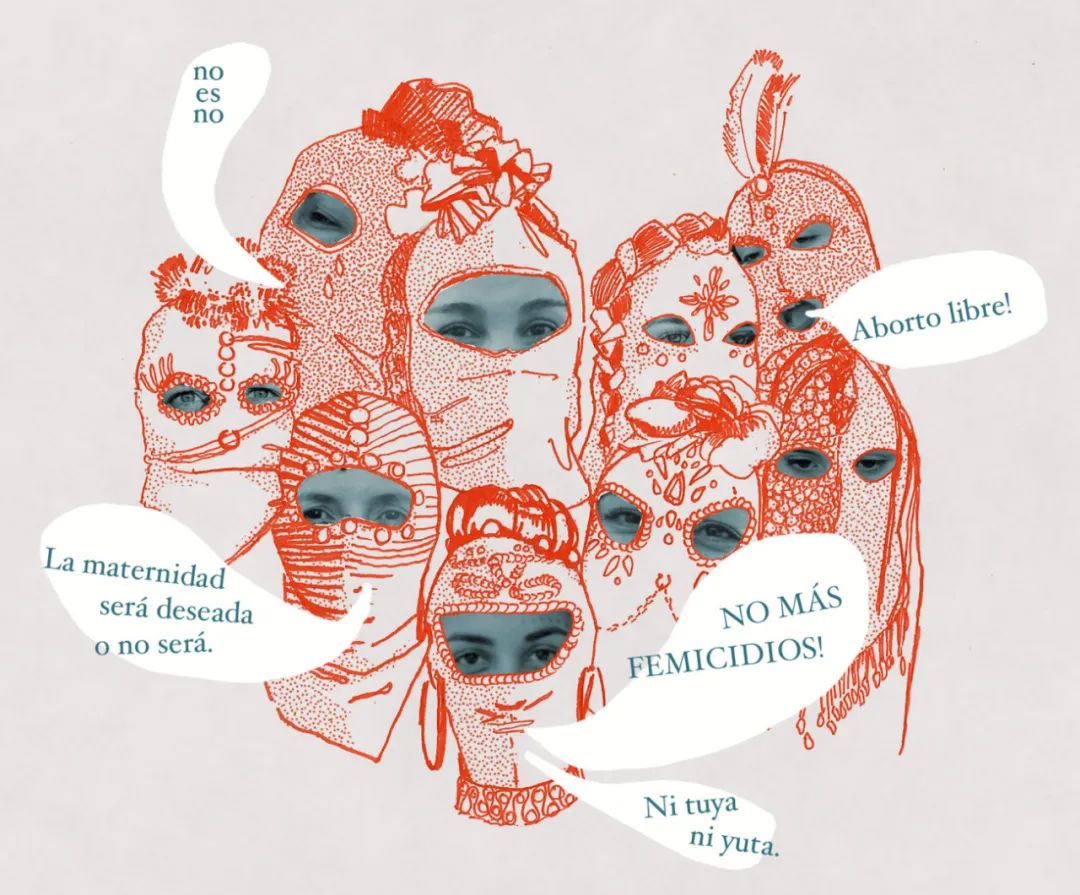 no
es
no
Aborto libre!
La maternidad
será deseada
o no será.
NO MÁS
FEMICIDIOS!
Ni tuya
ni yuta.